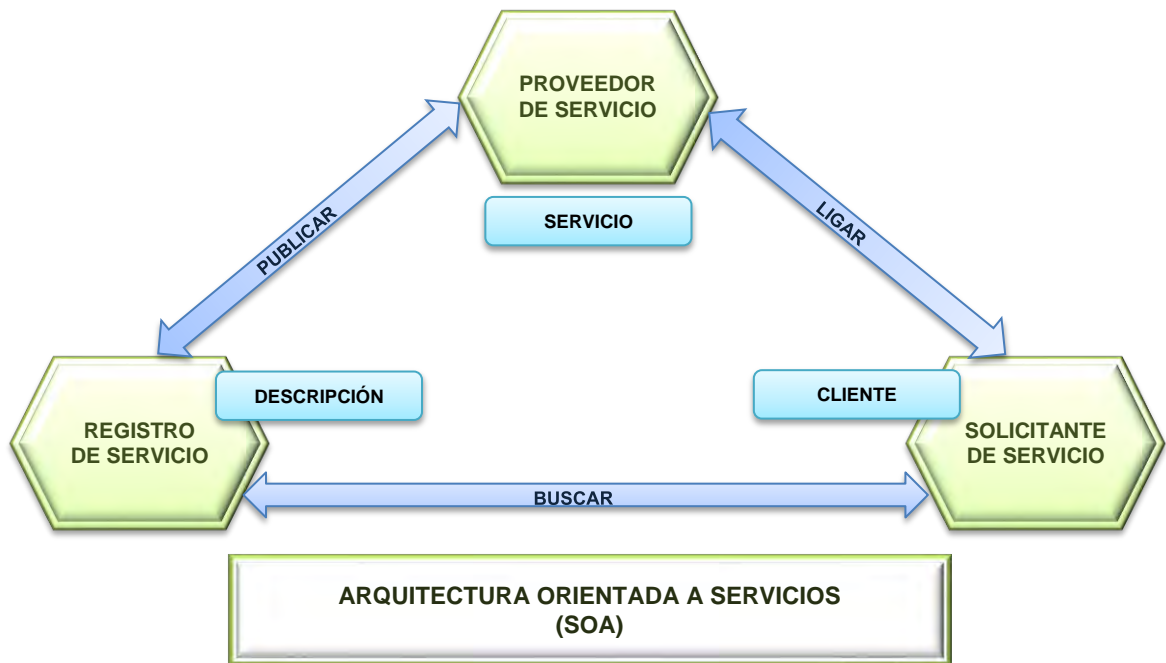 PROVEEDOR
DE SERVICIO
SERVICIO
PUBLICAR
LIGAR
DESCRIPCIÓN
CLIENTE
REGISTRO
DE SERVICIO
SOLICITANTE
DE SERVICIO
BUSCAR
ARQUITECTURA ORIENTADA A SERVICIOS
(SOA)